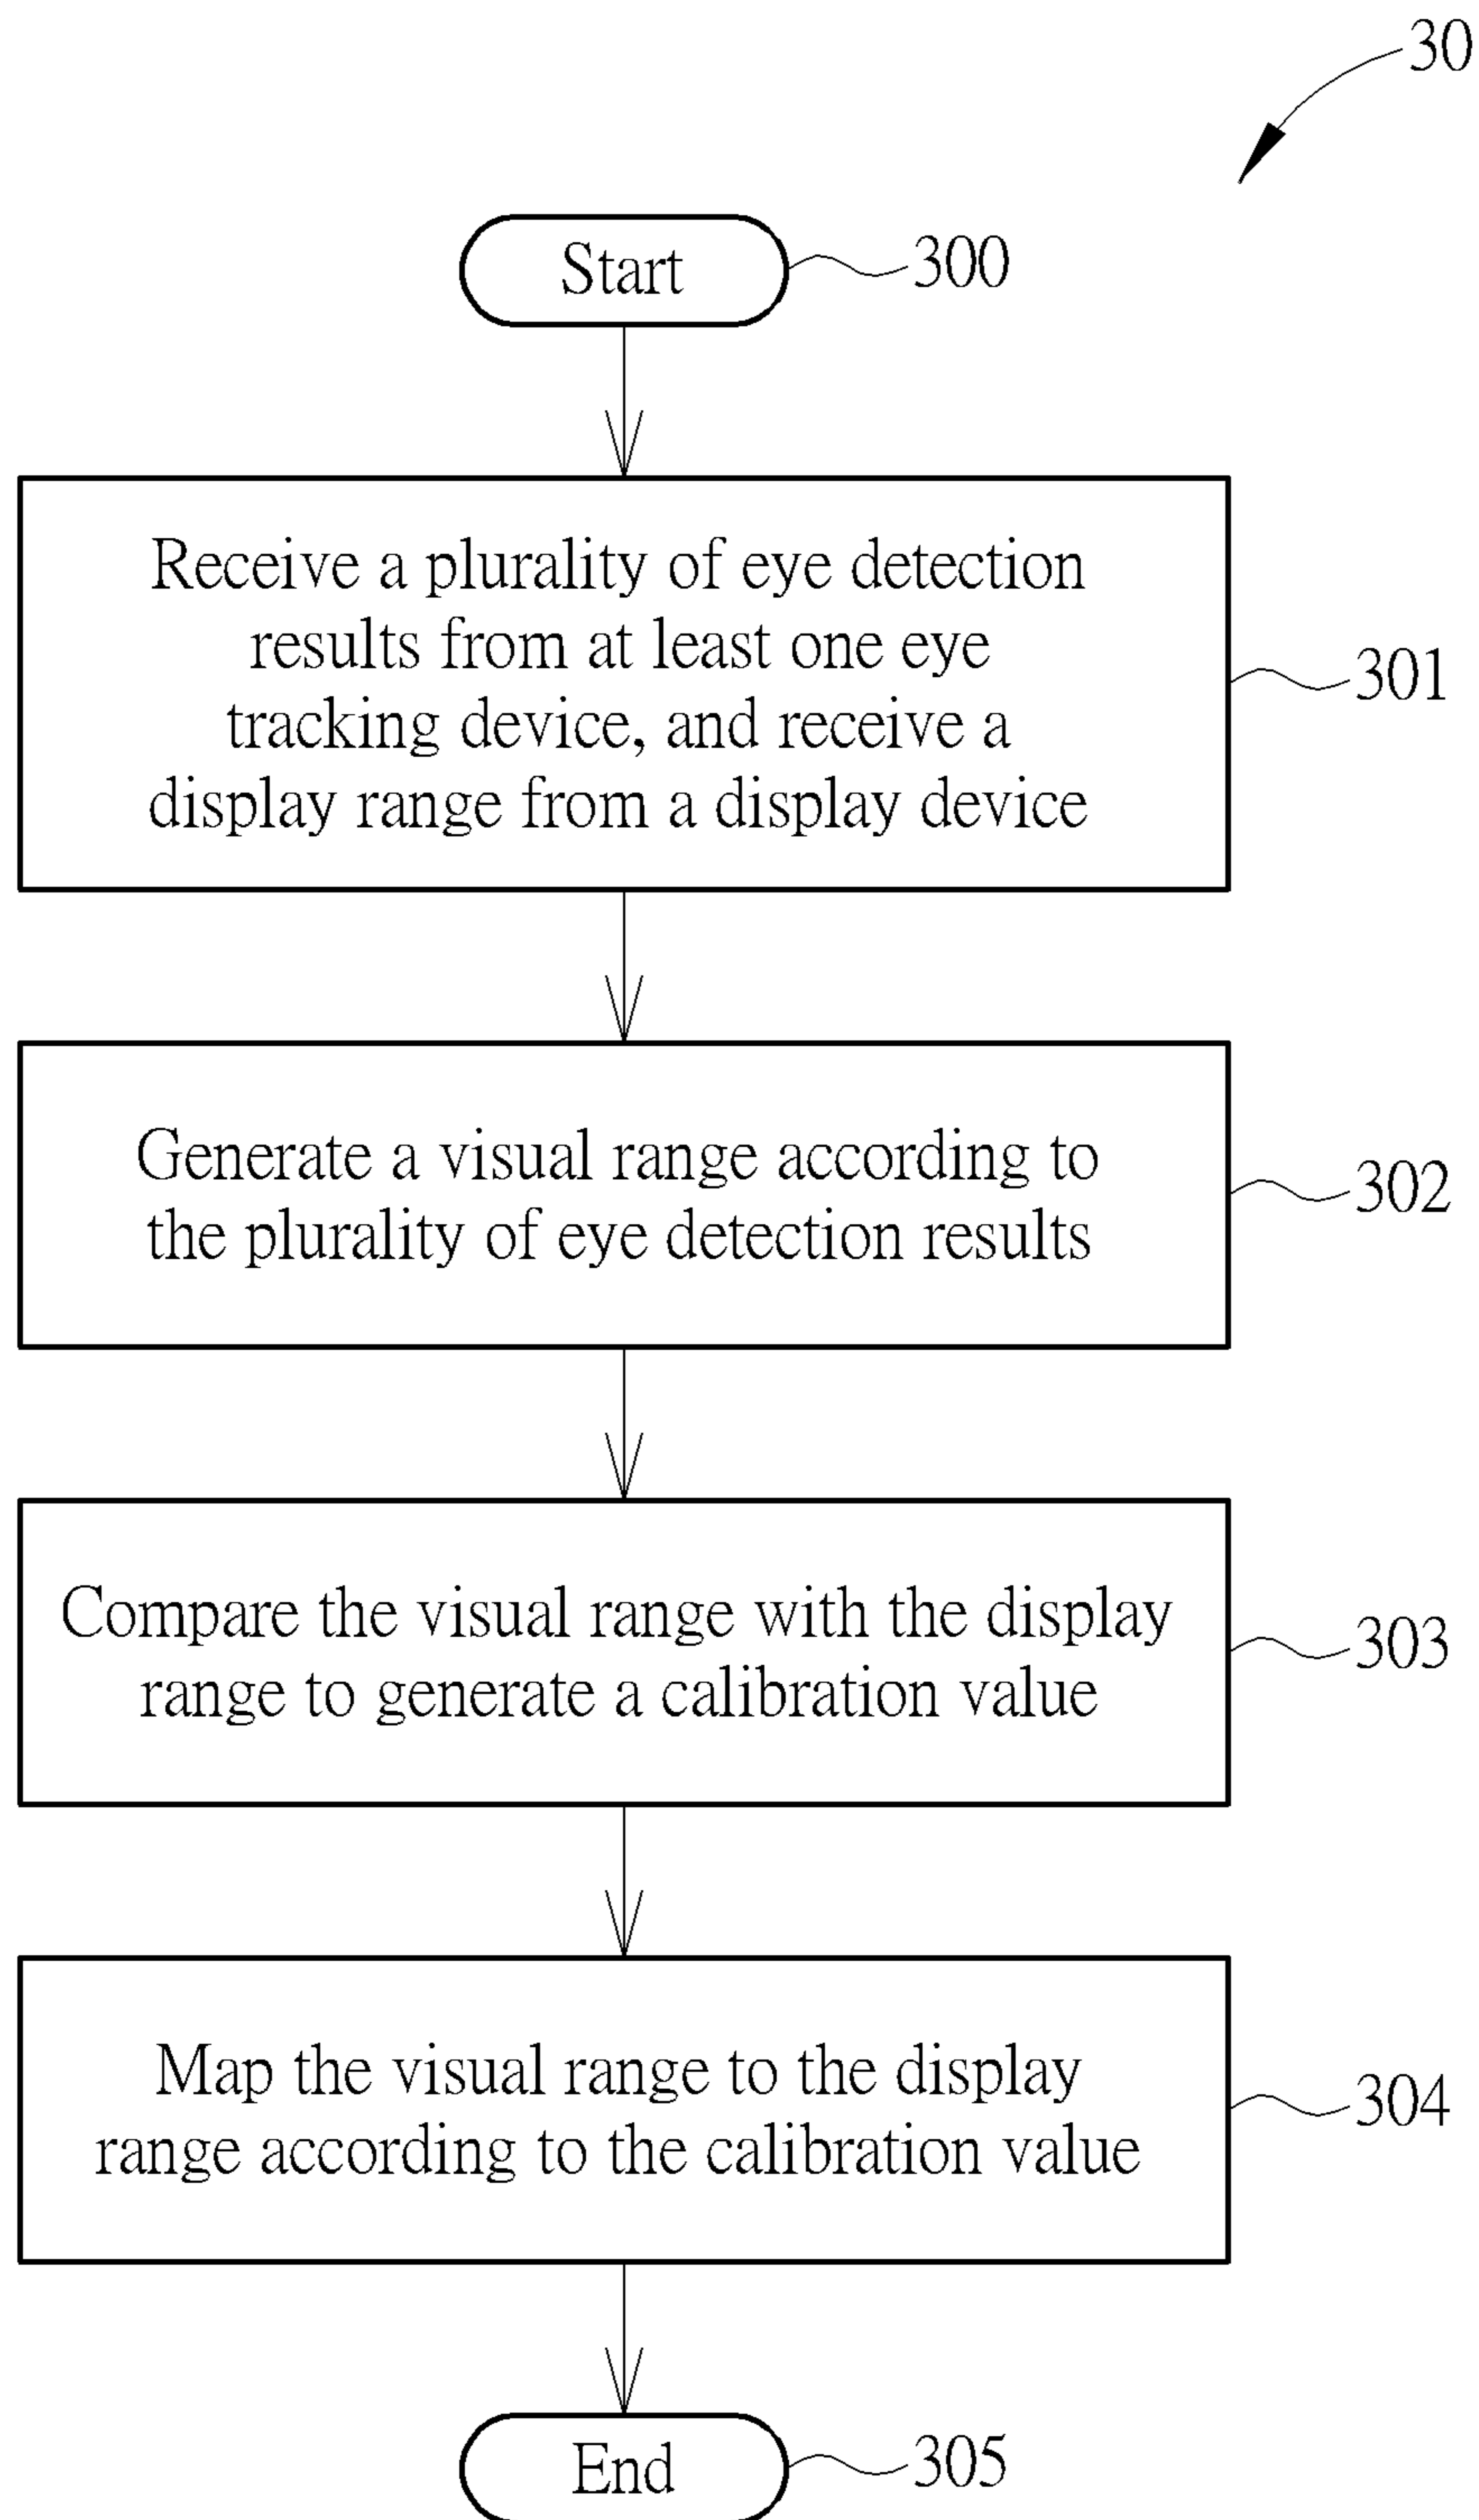 30
Start
300
Receive a plurality of eye detection
results from at least one eye
tracking device, and receive a
display range from a display device
301
Generate a visual range according to
the plurality of eye detection results
302
Compare the visual range with the display
range to generate a calibration value
303
Map the visual range to the display
range according to the calibration value
304
End
305